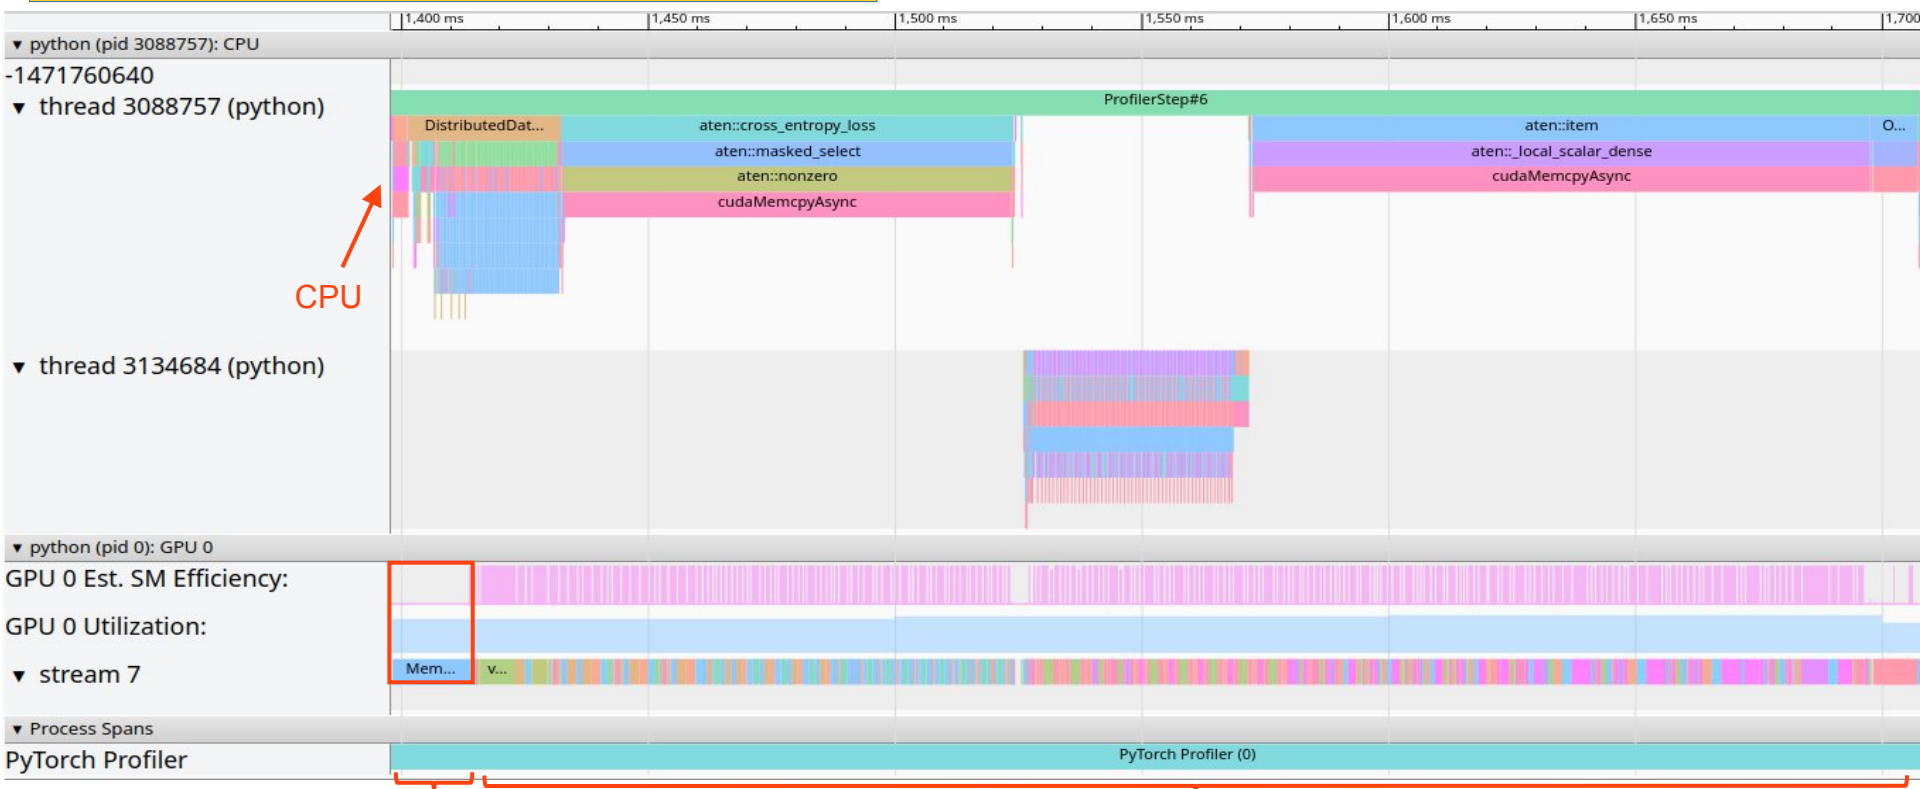 1,400 ms 1,450 ms 1,500 ms 1,550 ms 1,600 ms 1,650 ms 1,700
▼ python (pid 3088757): CPU
-1471760640
▼ thread 3088757 (python)
ProfilerStep#6
DistributedDat... aten::cross_entropy_loss aten::item O...
aten::masked_select aten::_local_scalar_dense
aten::nonzero cudaMemcpyAsync
cudaMemcpyAsync
CPU
▼ thread 3134684 (python)
▼ python (pid 0): GPU 0
GPU 0 Est. SM Efficiency:
GPU 0 Utilization:
▼ stream 7 Mem... v...
▼ Process Spans
PyTorch Profiler PyTorch Profiler (0)